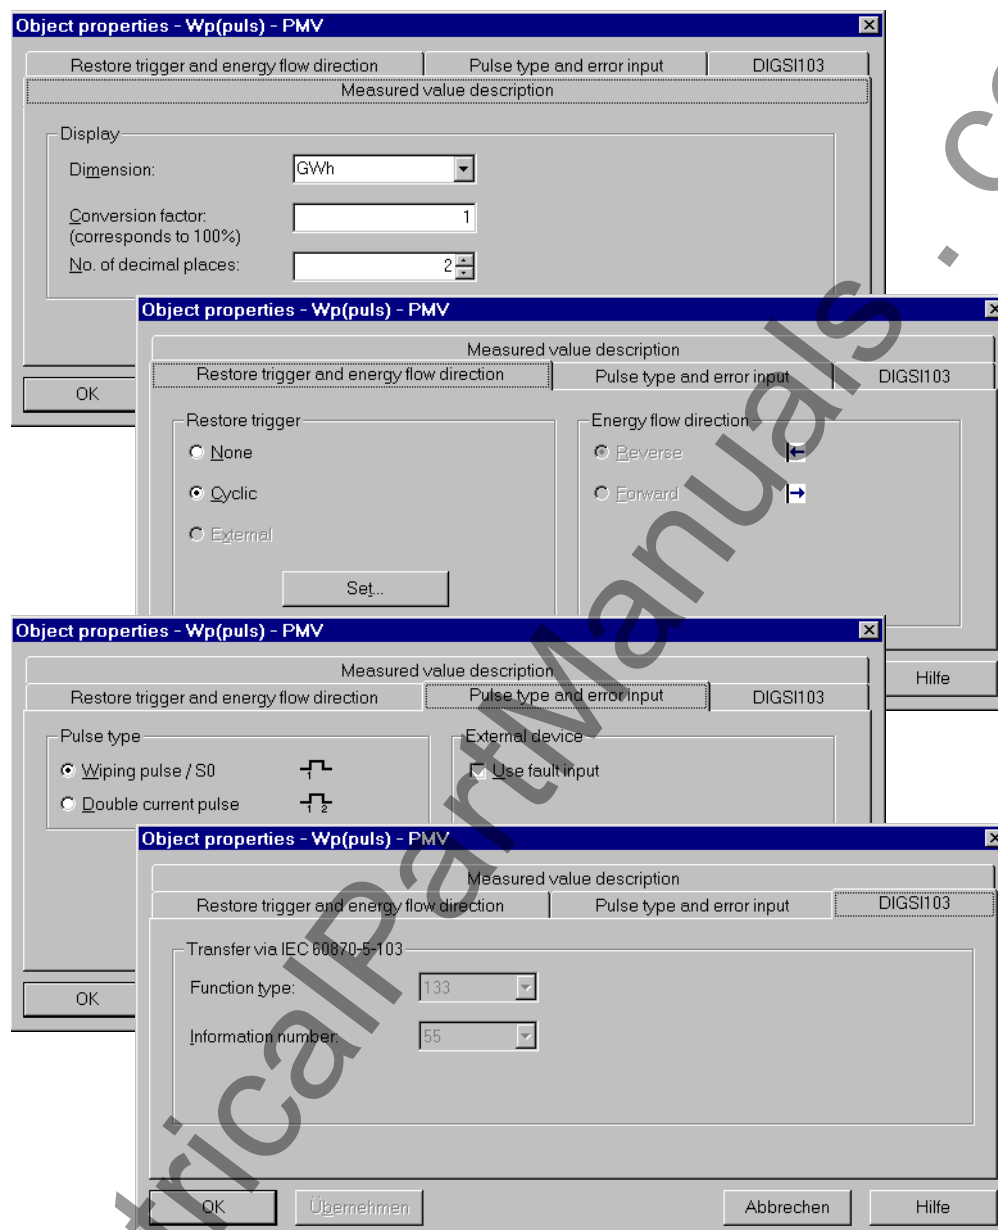 Object properties - Wp(puls) - PMV
Restore trigger and energy flow direction Pulse type and error input DIGSI103
Measured value description
Display
Dimension: GWh
Conversion factor: 1
(corresponds to 100%)
No. of decimal places: 2
OK
Object properties - Wp(puls) - PMV
Measured value description
Restore trigger and energy flow direction Pulse type and error input DIGSI103
Restore trigger Energy flow direction
None Reverse
Cyclic Forward
External
Set...
Hilfe
Object properties - Wp(puls) - PMV
Measured value description
Restore trigger and energy flow direction Pulse type and error input DIGSI103
Pulse type External device
Wiping pulse / S0 1 Use fault input
Double current pulse 1 2
OK
Object properties - Wp(puls) - PMV
Measured value description
Restore trigger and energy flow direction Pulse type and error input DIGSI103
Transfer via IEC 60870-5-103
Function type: 133
Information number: 55
OK Übernehmen Abbrechen Hilfe
tricalPartManuals . c